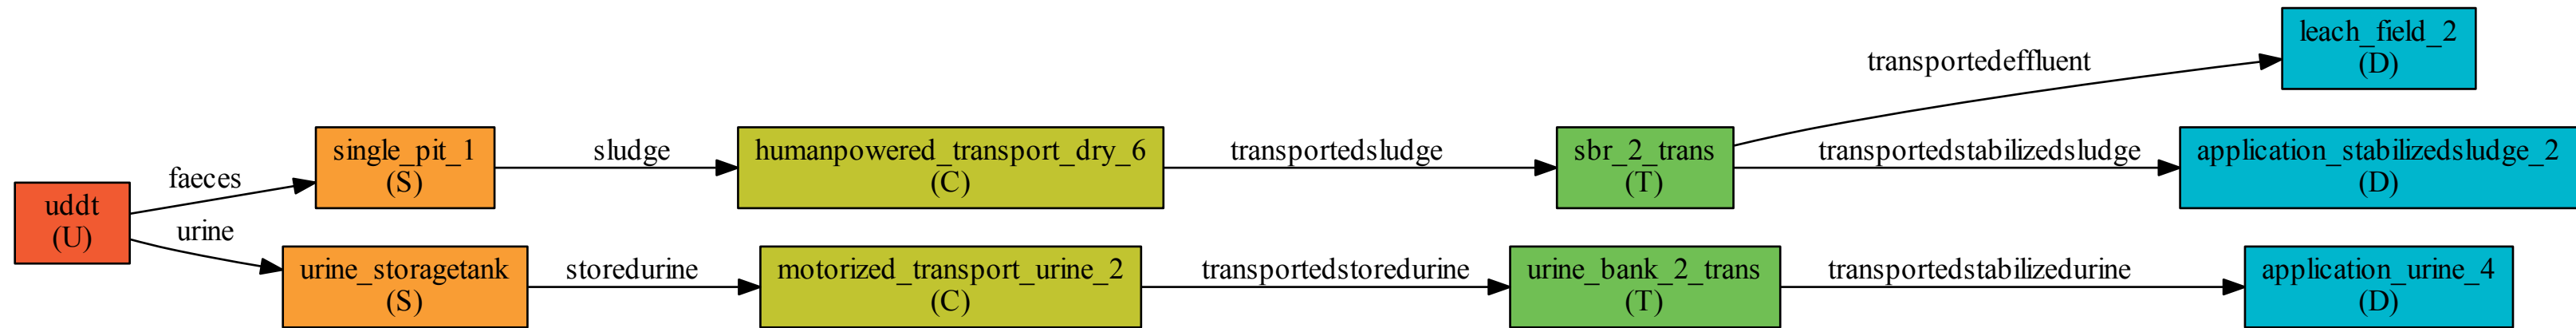 uddt
(U)
faeces
urine
single_pit_1
(S)
urine_storagetank
(S)
sludge
storedurine
humanpowered_transport_dry_6
(C)
motorized_transport_urine_2
(C)
transportedsludge
transportedstoredurine
sbr_2_trans
(T)
urine_bank_2_trans
(T)
transportedeffluent
transportedstabilizedsludge
transportedstabilizedurine
leach_field_2
(D)
application_stabilizedsludge_2
(D)
application_urine_4
(D)